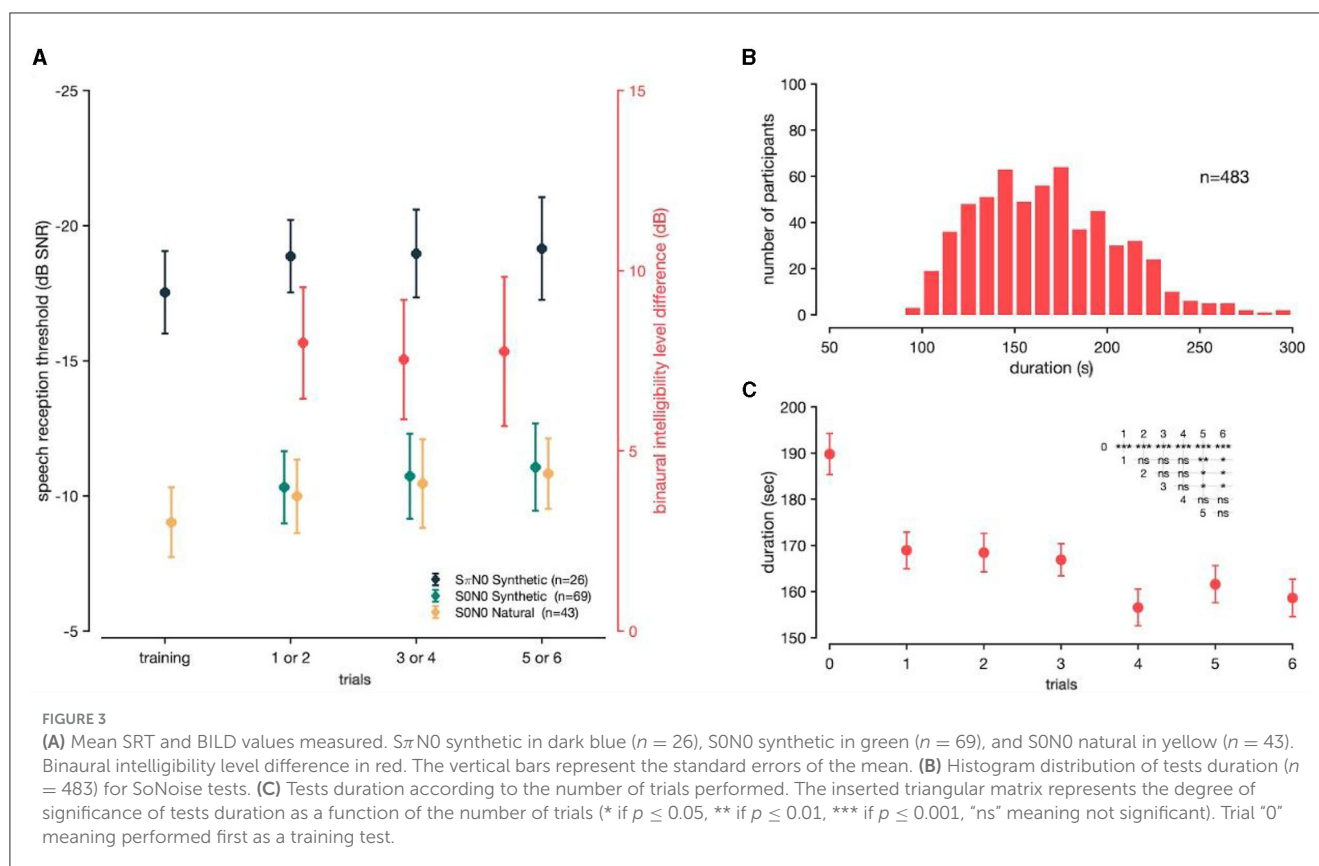 A
-25
-20
-15
-10
-5
speech reception threshold (dB SNR)
15
10
5
0
binaural intelligibility level difference (dB)
SπN0 Synthetic (n=26)
S0N0 Synthetic (n=69)
S0N0 Natural (n=43)
training 1 or 2 3 or 4 5 or 6
trials
B
100
80
60
40
20
0
number of participants
n=483
50 100 150 200 250 300
duration (s)
C
200
190
180
170
160
150
duration (sec)
1 2 3 4 5 6
0 *** *** *** *** *** ***
1 ns ns ns ** *
2 ns ns * *
3 ns * *
4 ns ns
5 ns
0 1 2 3 4 5 6
trials
FIGURE 3
(A) Mean SRT and BILD values measured. SπN0 synthetic in dark blue (n = 26), S0N0 synthetic in green (n = 69), and S0N0 natural in yellow (n = 43).
Binaural intelligibility level difference in red. The vertical bars represent the standard errors of the mean. (B) Histogram distribution of tests duration (n
= 483) for SoNoise tests. (C) Tests duration according to the number of trials performed. The inserted triangular matrix represents the degree of
significance of tests duration as a function of the number of trials (* if p ≤ 0.05, ** if p ≤ 0.01, *** if p ≤ 0.001, "ns" meaning not significant). Trial "0"
meaning performed first as a training test.